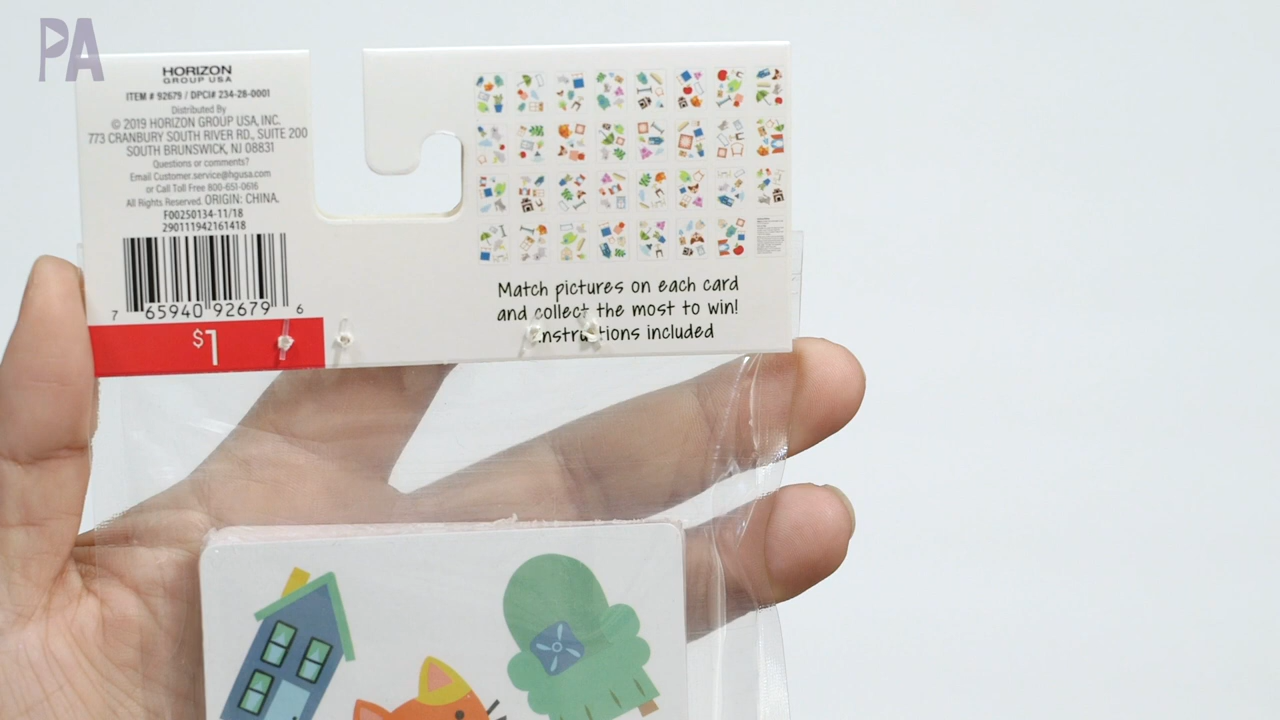 PA
HORIZON
GROUP USA
ITEM # 92679 / DPCI# 234-28-0001
Distributed By
© 2019 HORIZON GROUP USA, INC.
773 CRANBURY SOUTH RIVER RD., SUITE 200
SOUTH BRUNSWICK, NJ 08831
Questions or comments?
Email Customer.service@hgusa.com
or Call Toll Free 800-651-0616
All Rights Reserved. ORIGIN: CHINA.
F00250134-11/18
290111942161418
7 65940 92679 6
$1
Match pictures on each card
and collect the most to win!
Instructions included